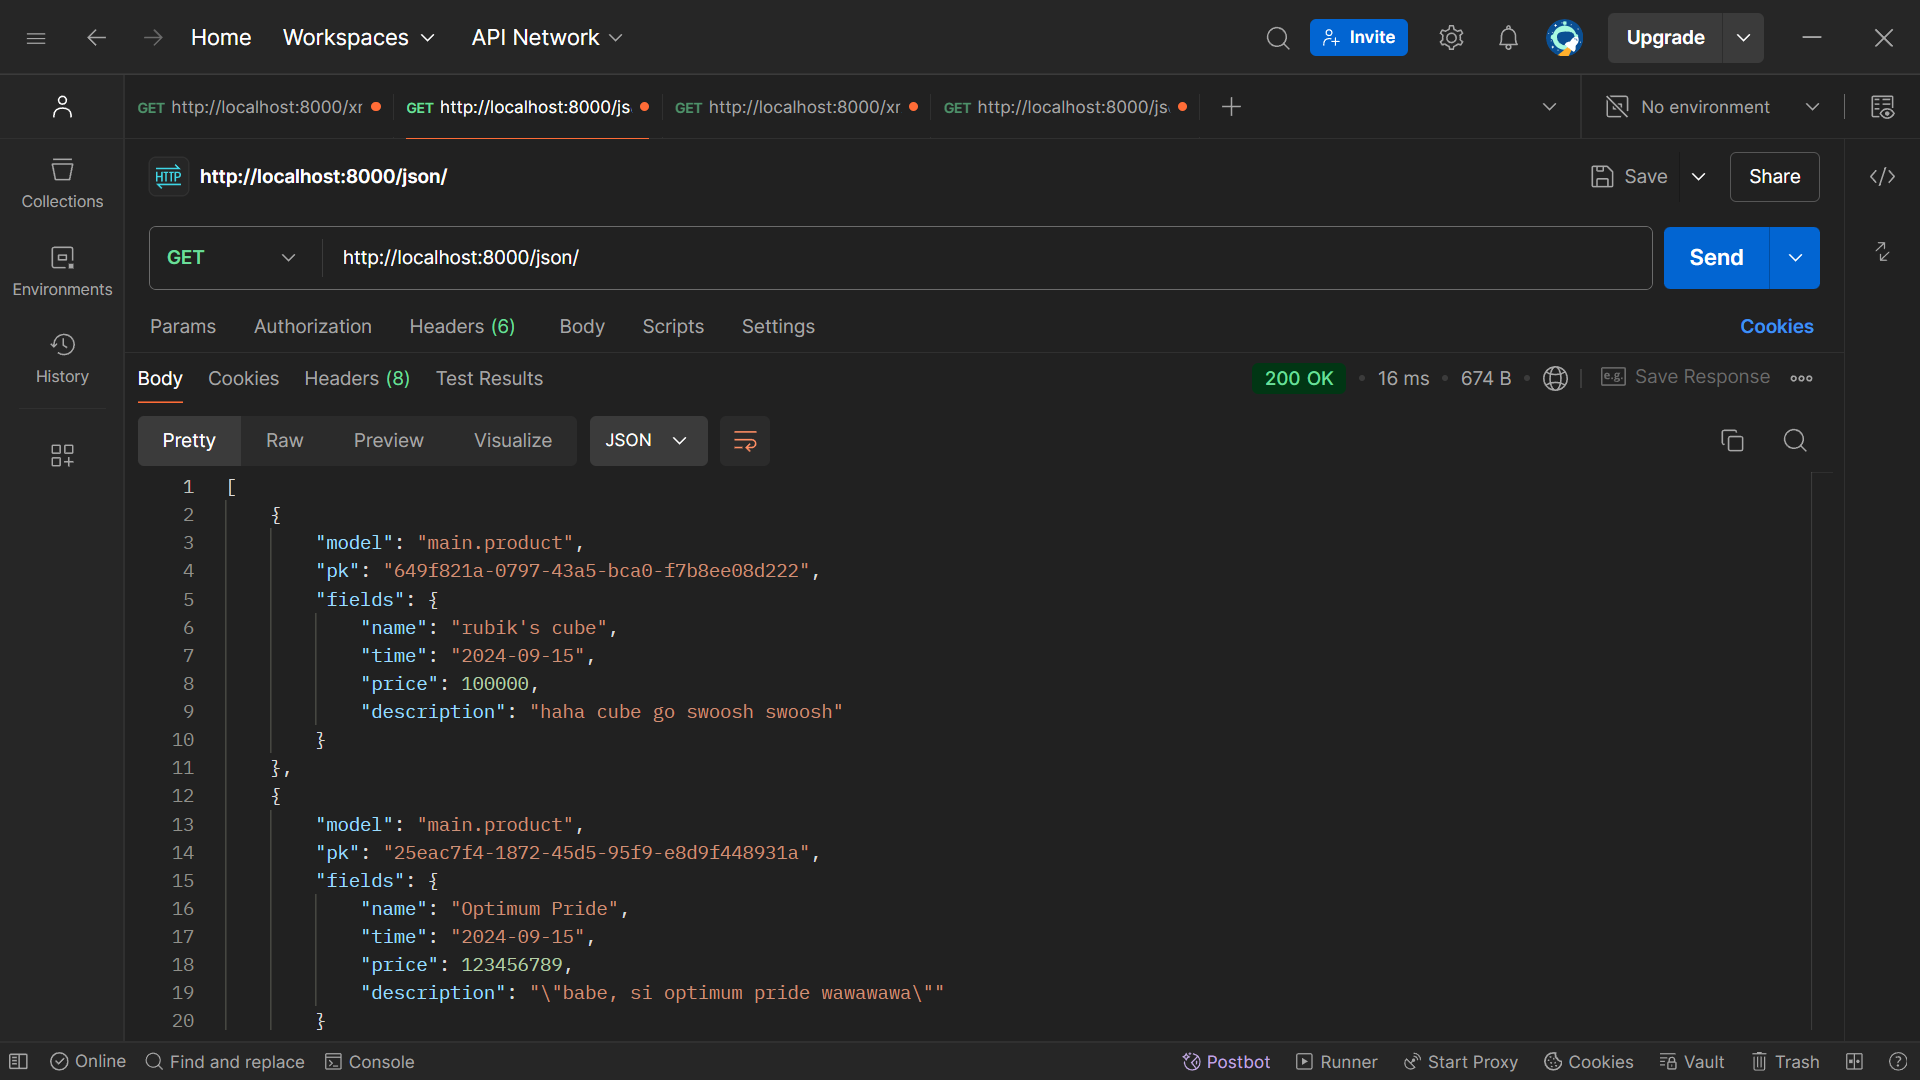 Home Workspaces API Network Invite Upgrade
GET http://localhost:8000/xr GET http://localhost:8000/js GET http://localhost:8000/xr GET http://localhost:8000/js No environment
Collections
Environments
History
HTTP http://localhost:8000/json/ Save Share
GET http://localhost:8000/json/ Send
Params Authorization Headers (6) Body Scripts Settings Cookies
Body Cookies Headers (8) Test Results 200 OK 16 ms 674 B e.g. Save Response
Pretty Raw Preview Visualize JSON
1 [
2 {
3 "model": "main.product",
4 "pk": "649f821a-0797-43a5-bca0-f7b8ee08d222",
5 "fields": {
6 "name": "rubik's cube",
7 "time": "2024-09-15",
8 "price": 100000,
9 "description": "haha cube go swoosh swoosh"
10 }
11 },
12 {
13 "model": "main.product",
14 "pk": "25eac7f4-1872-45d5-95f9-e8d9f448931a",
15 "fields": {
16 "name": "Optimum Pride",
17 "time": "2024-09-15",
18 "price": 123456789,
19 "description": "\"babe, si optimum pride wawawawa\""
20 }
Online Find and replace Console Postbot Runner Start Proxy Cookies Vault Trash